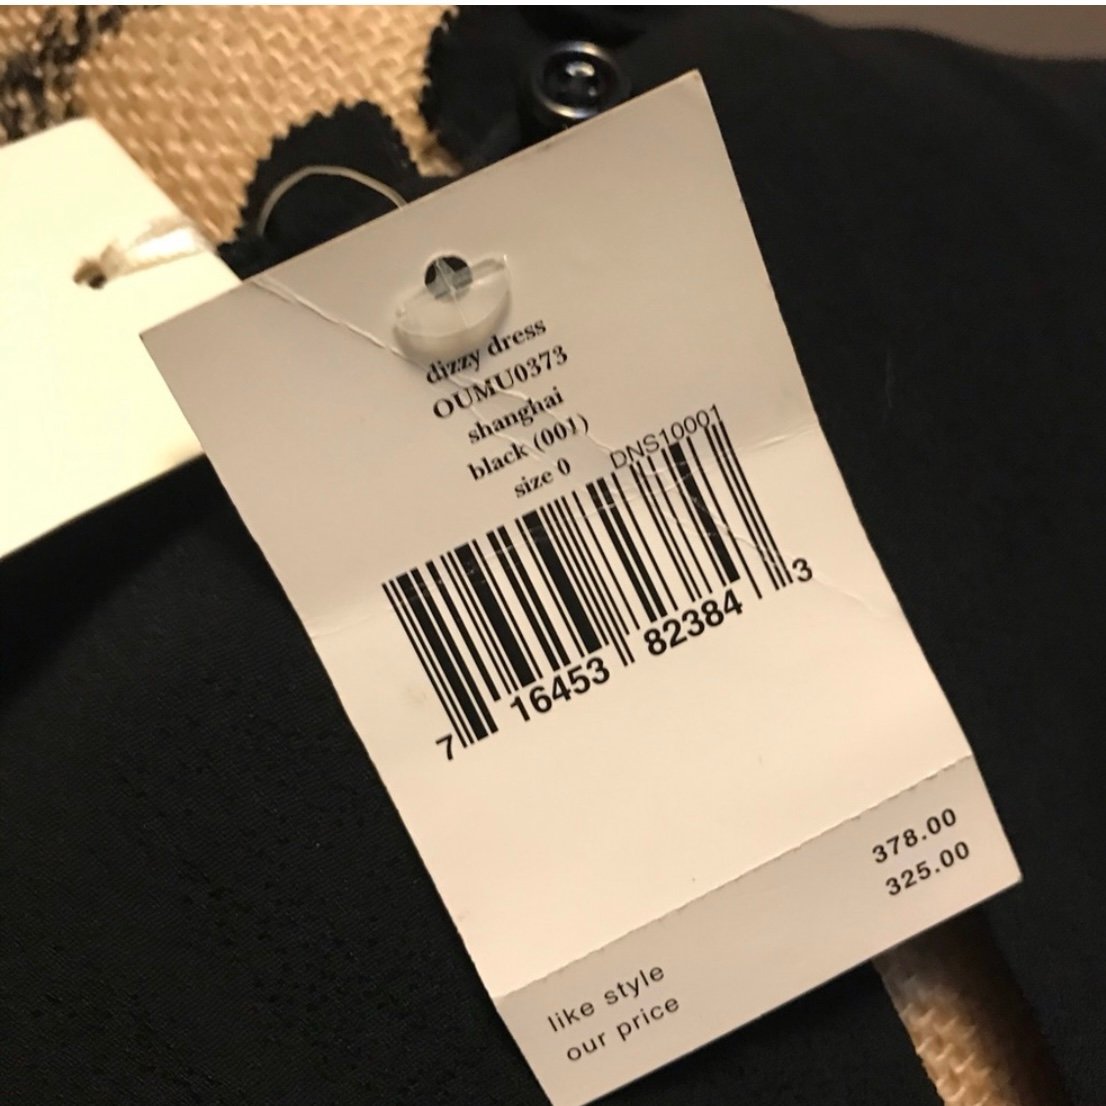 dizzy dress
OUMU0373
shanghai
black (001)
size 0
DNS10001
7 16453 82384 3
like style 378.00
our price 325.00